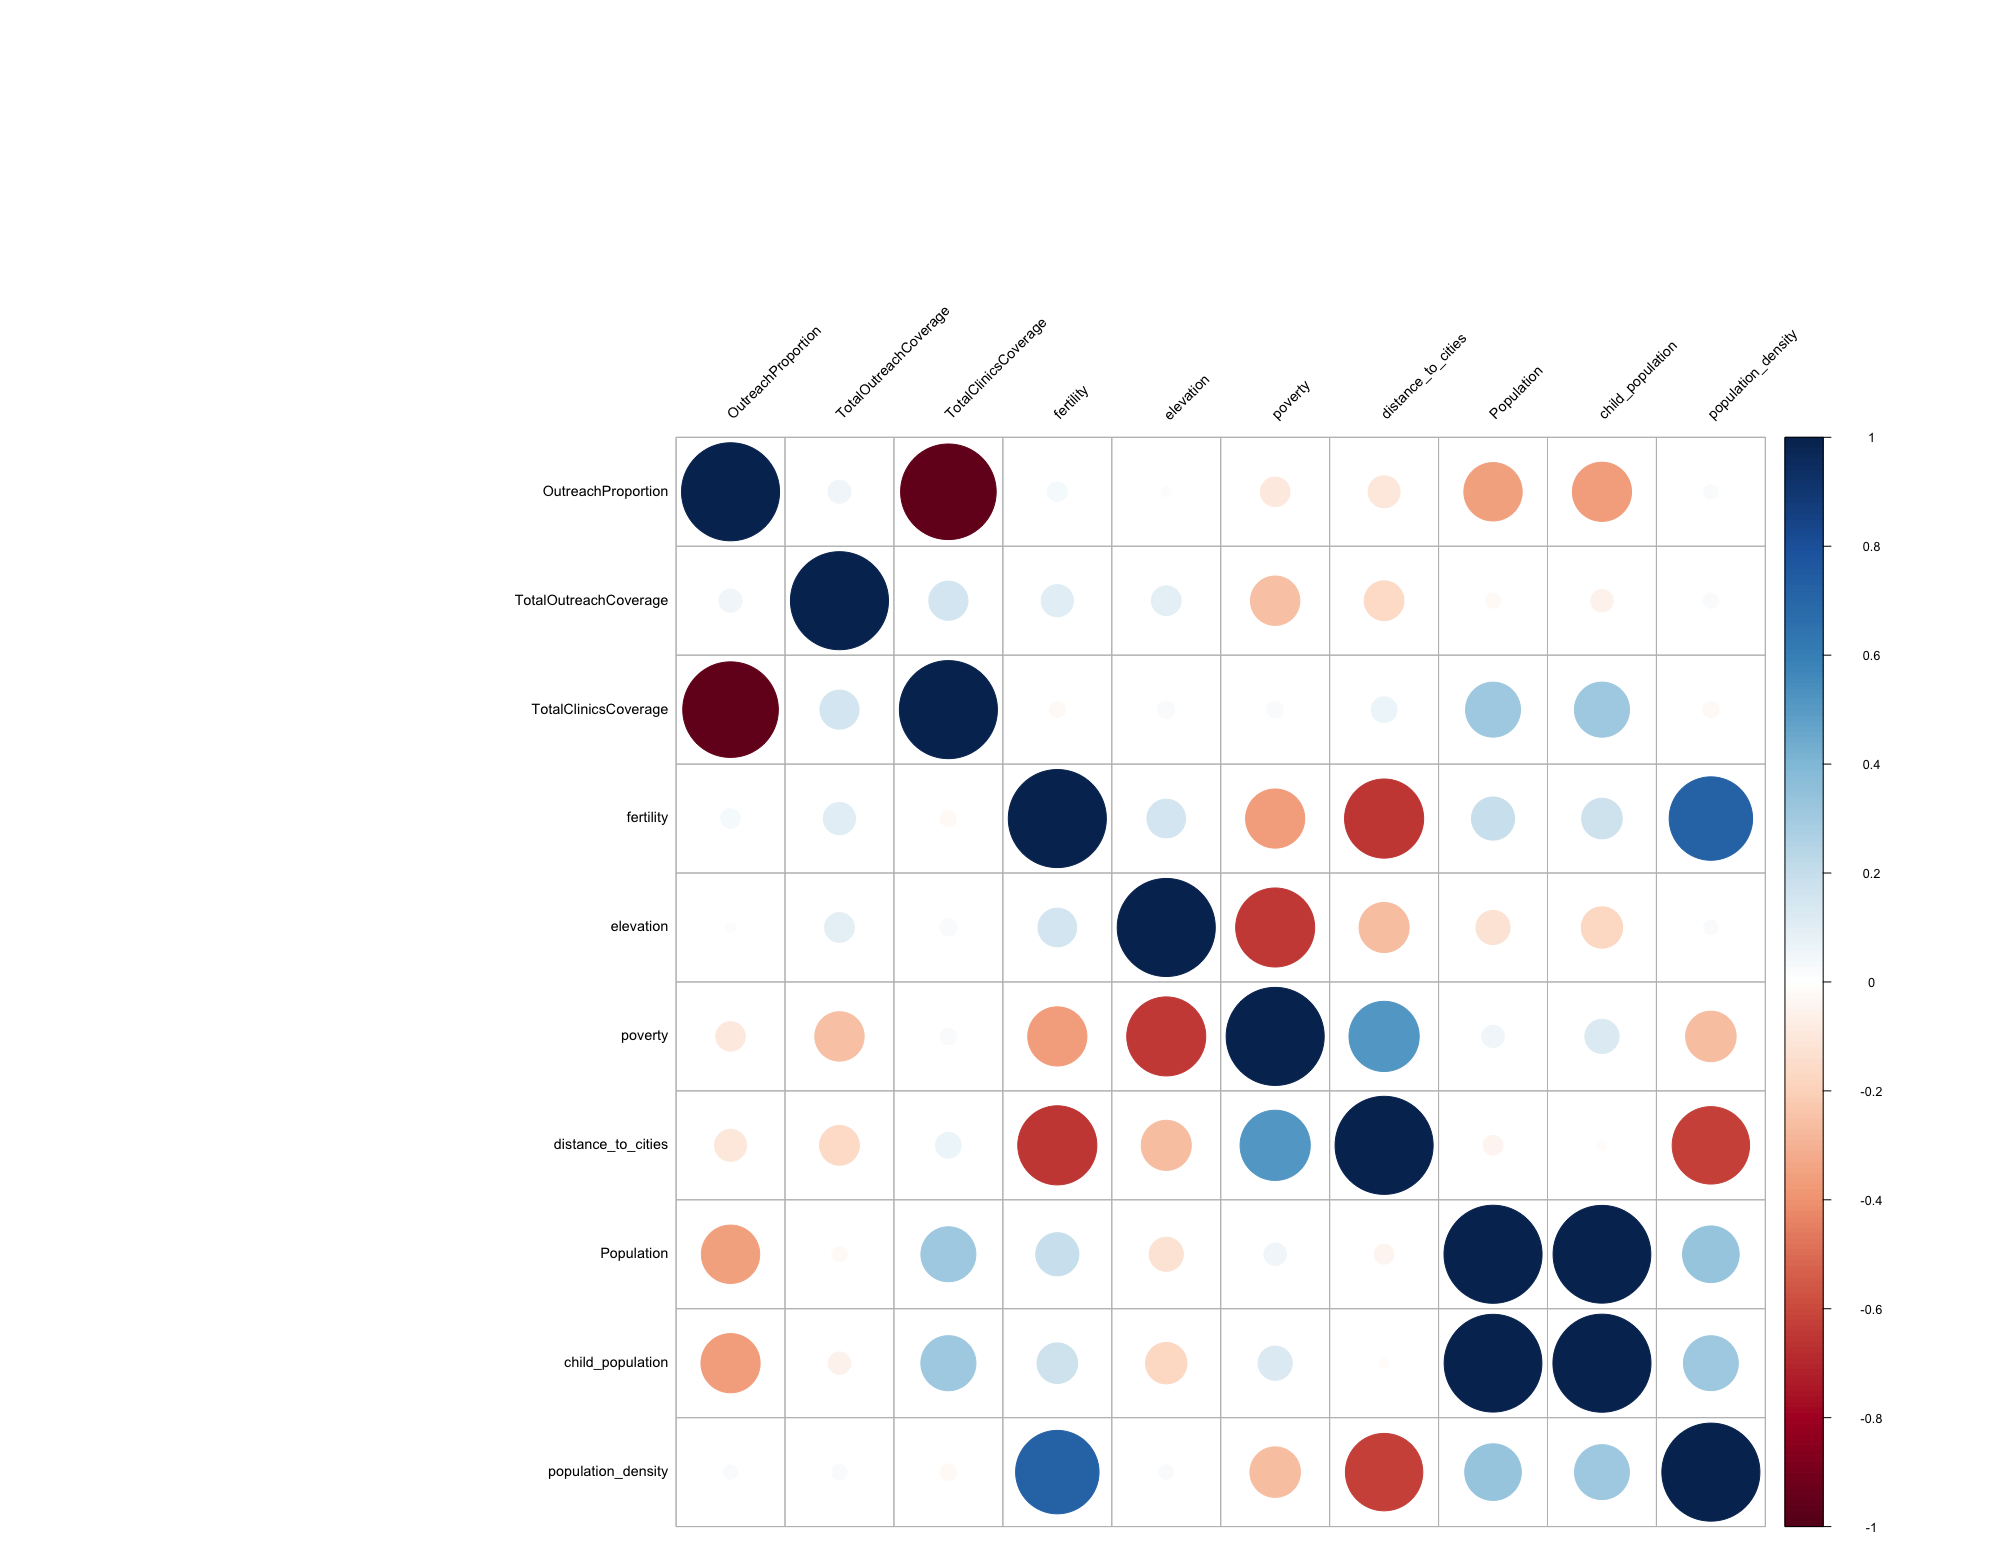 OutreachProportion
TotalOutreachCoverage
TotalClinicsCoverage
fertility
elevation
poverty
distance_to_cities
Population
child_population
population_density
OutreachProportion
TotalOutreachCoverage
TotalClinicsCoverage
fertility
elevation
poverty
distance_to_cities
Population
child_population
population_density
1
0.8
0.6
0.4
0.2
0
-0.2
-0.4
-0.6
-0.8
-1